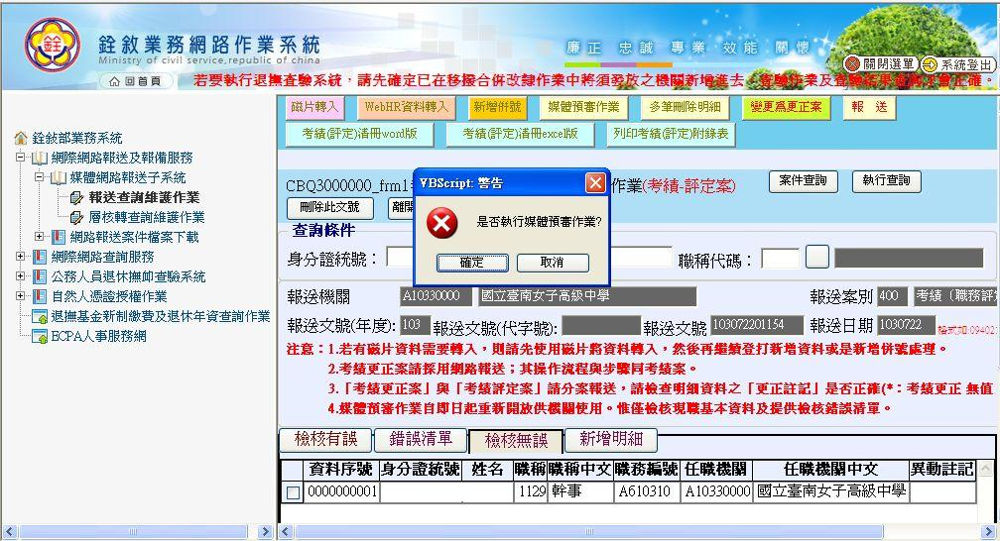 銓敘業務網路作業系統
Ministry of civil service,republic of china
廉正 忠誠 專業 效能 關懷
回首頁
關閉選單
系統登出
若要執行退撫查驗系統,請先確定已在移撥合併改隸作業中將須發放之機關新增進去,查驗作業及查驗結果查詢才會正確。
磁片轉入
WebHR資料轉入
新增併號
媒體預審作業
多筆刪除明細
變更為更正案
報 送
考績(評定)清冊word版
考績(評定)清冊excel版
列印考績(評定)附錄表
銓敘部業務系統
網際網路報送及報備服務
媒體網路報送子系統
報送查詢維護作業
層核轉查詢維護作業
網路報送案件檔案下載
網際網路查詢服務
公務人員退休撫卹查驗系統
自然人憑證授權作業
退撫基金新制繳費及退休年資查詢作業
ECPA人事服務網
CBQ3000000_frm1
作業(考績-評定案)
案件查詢
執行查詢
刪除此文號
離開
VBScript: 警告
是否執行媒體預審作業?
確定
取消
查詢條件
身分證統號:
職稱代碼:
報送機關 A10330000 國立臺南女子高級中學 報送案別 400 考績(職務評
報送文號(年度): 103 報送文號(代字號): 報送文號 103072201154 報送日期 1030722 格式如:09402
注意:1.若有磁片資料需要轉入,則請先使用磁片將資料轉入,然後再繼續登打新增資料或是新增併號處理。
2.考績更正案請採用網路報送;其操作流程與步驟同考績案。
3.「考績更正案」與「考績評定案」請分案報送,請檢查明細資料之「更正註記」是否正確(*:考績更正 無值
4.媒體預審作業自即日起重新開放供機關使用。惟僅檢核現職基本資料及提供檢核錯誤清單。
檢核有誤
錯誤清單
檢核無誤
新增明細
資料序號 身分證統號 姓名 職稱 職稱中文 職務編號 任職機關 任職機關中文 異動註記
0000000001 1129 幹事 A610310 A10330000 國立臺南女子高級中學